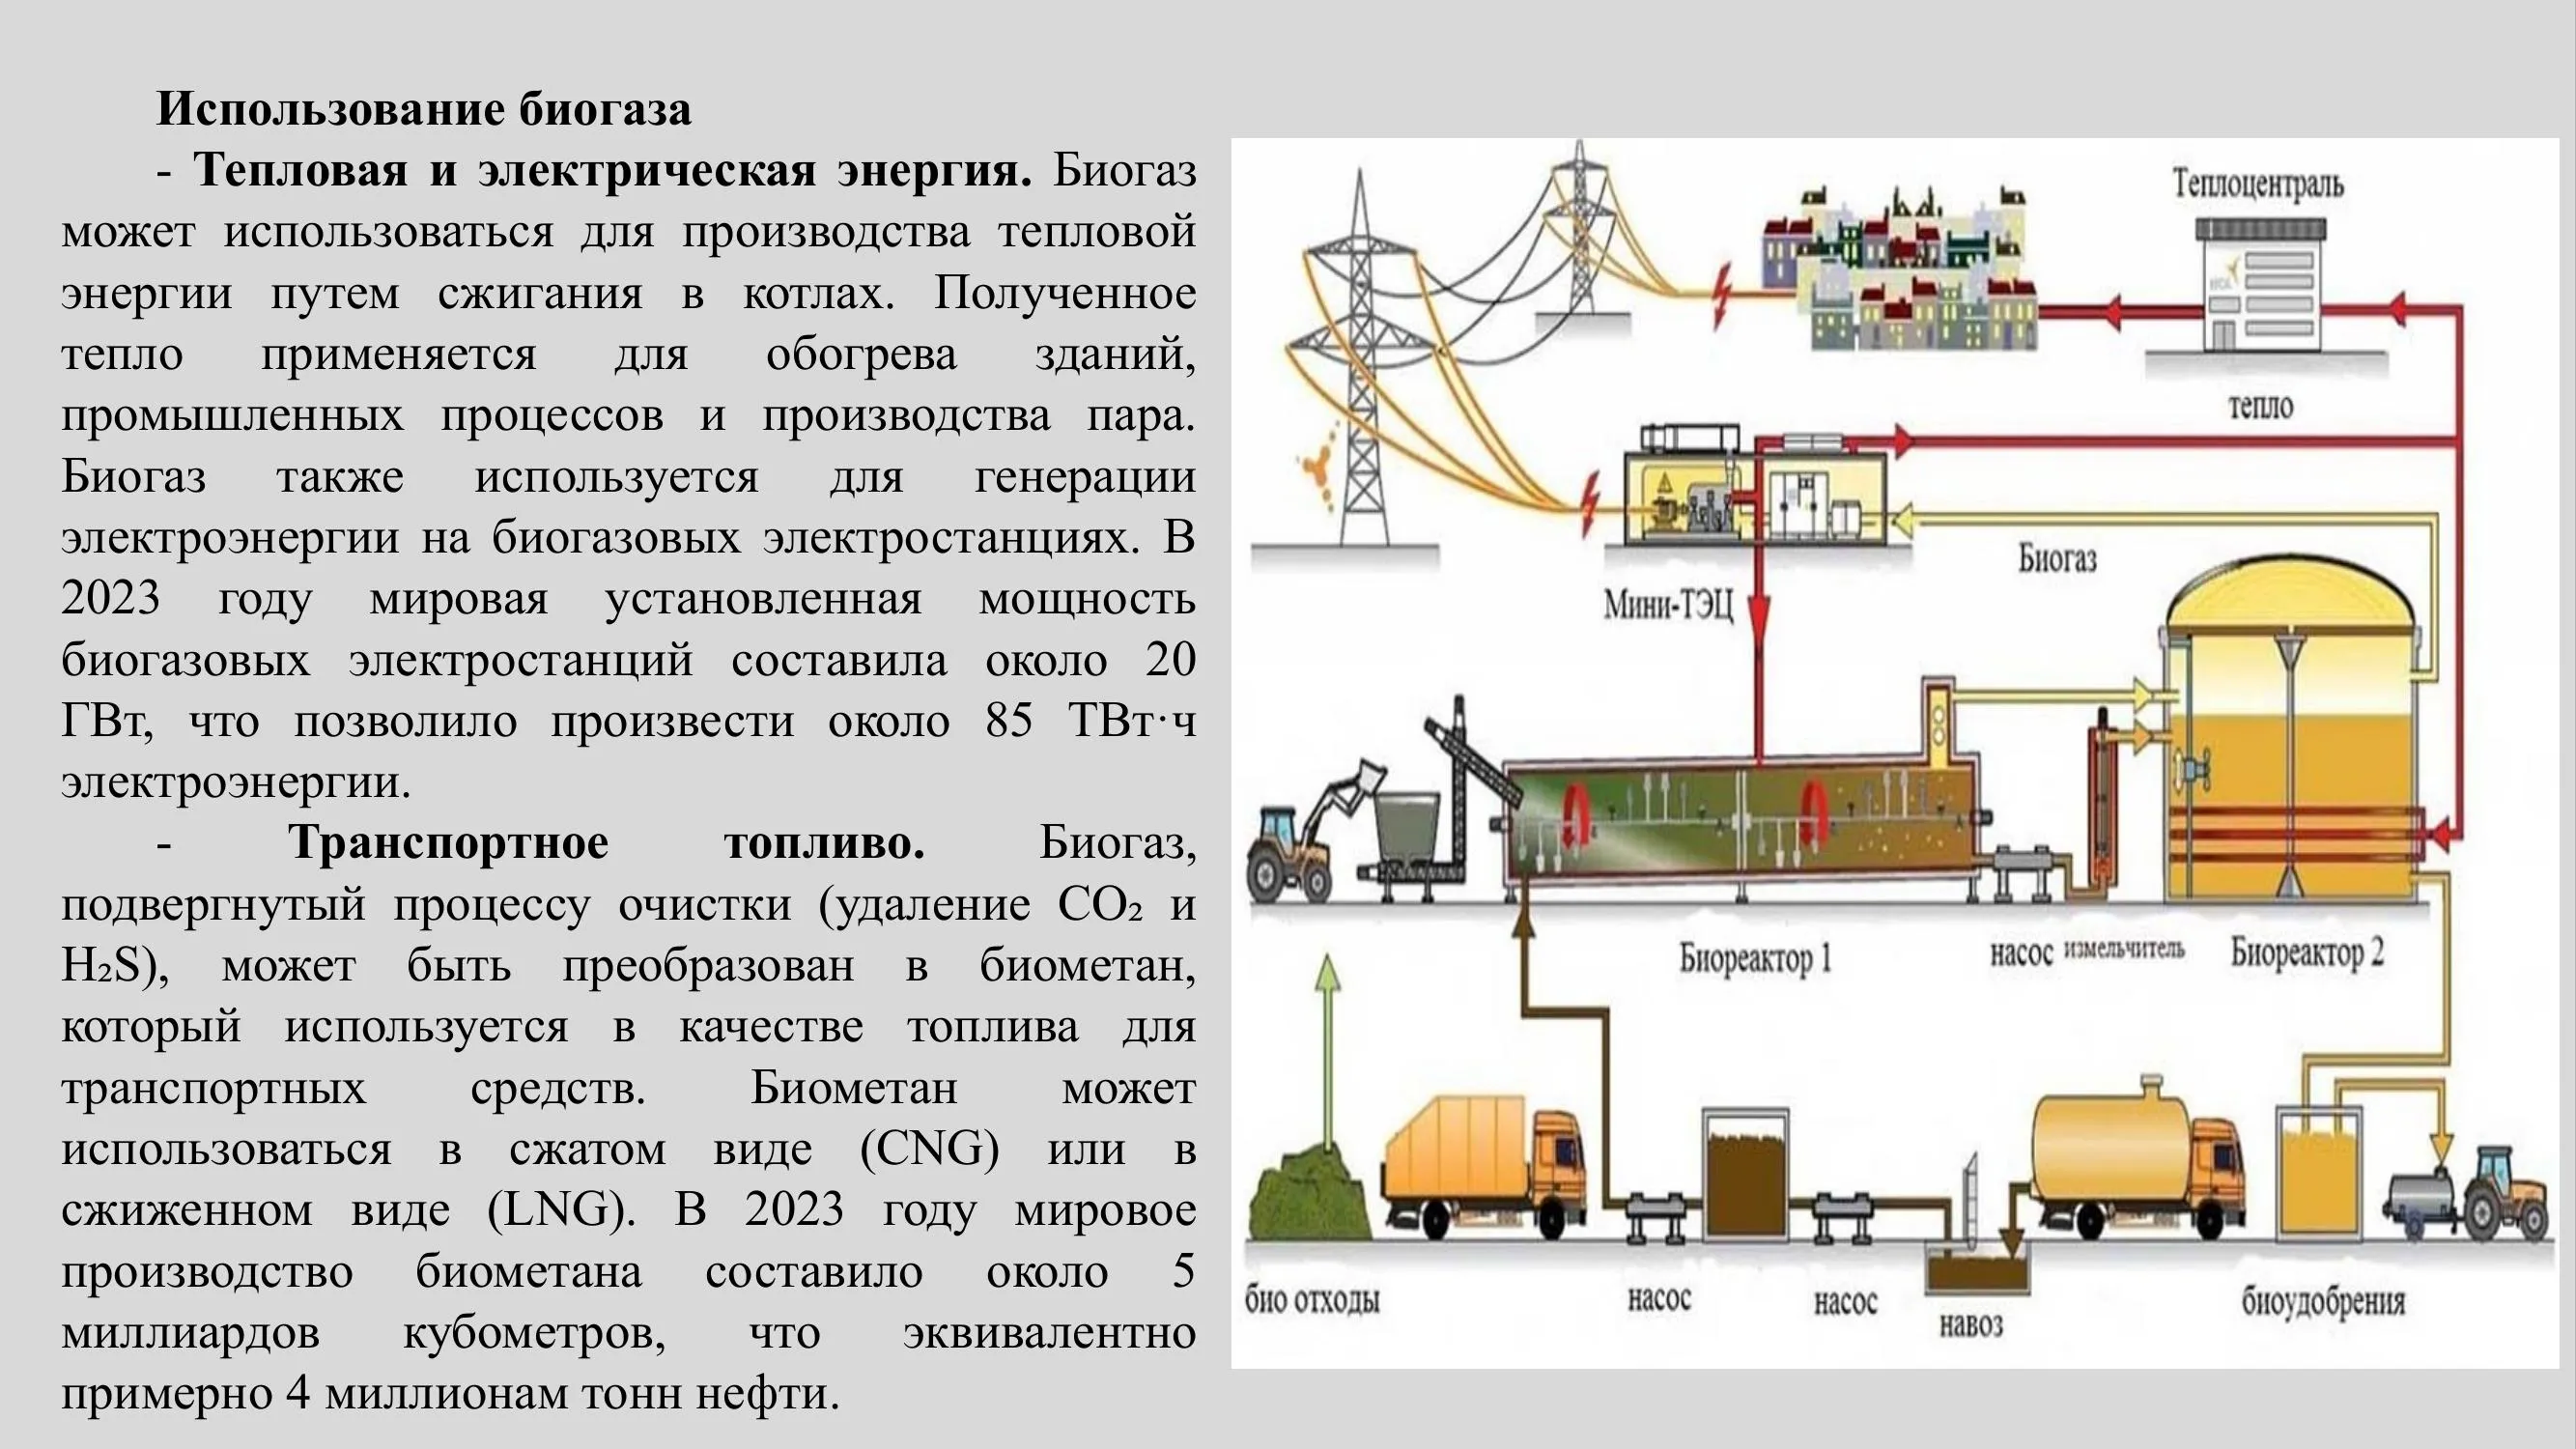 Использование биогаза
- Тепловая и электрическая энергия. Биогаз
может использоваться для производства тепловой
энергии путем сжигания в котлах. Полученное
тепло применяется для обогрева зданий,
промышленных процессов и производства пара.
Биогаз также используется для генерации
электроэнергии на биогазовых электростанциях. В
2023 году мировая установленная мощность
биогазовых электростанций составила около 20
ГВт, что позволило произвести около 85 ТВт·ч
электроэнергии.
- Транспортное топливо. Биогаз,
подвергнутый процессу очистки (удаление CO₂ и
H₂S), может быть преобразован в биометан,
который используется в качестве топлива для
транспортных средств. Биометан может
использоваться в сжатом виде (CNG) или в
сжиженном виде (LNG). В 2023 году мировое
производство биометана составило около 5
миллиардов кубометров, что эквивалентно
примерно 4 миллионам тонн нефти.
Теплоцентраль
тепло
Биогаз
Мини-ТЭЦ
Биореактор 1
насос
измельчитель
Биореактор 2
био отходы
насос
насос
навоз
биоудобрения